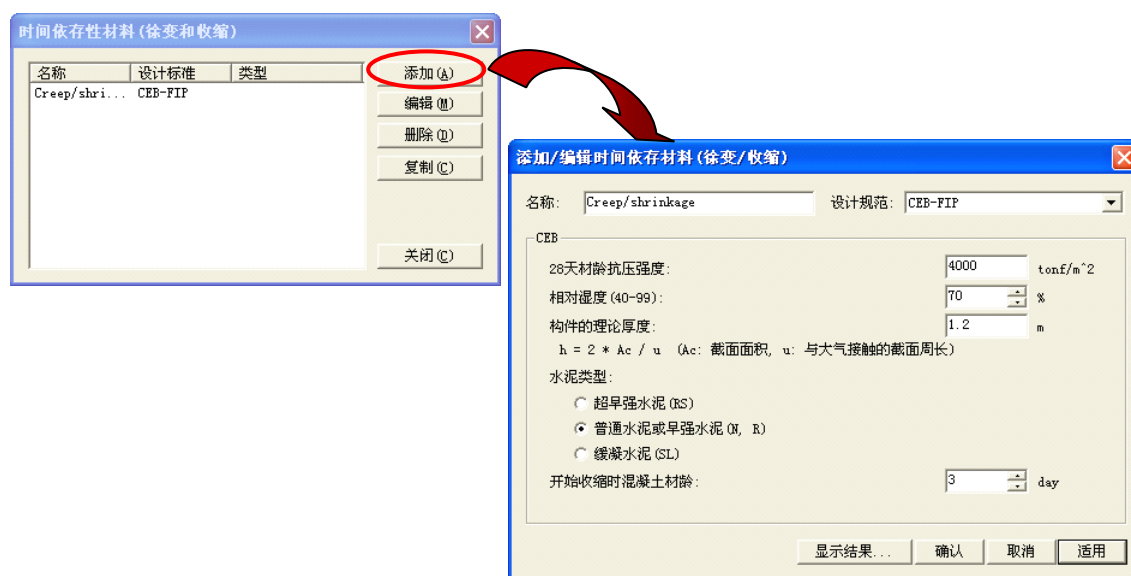 时间依存性材料(徐变和收缩)
名称 设计标准 类型
Creep/shri... CEB-FIP
添加(A)
编辑(M)
删除(D)
复制(C)
关闭(C)
添加/编辑时间依存材料(徐变/收缩)
名称: Creep/shrinkage 设计规范: CEB-FIP
CEB
28天材龄抗压强度: 4000 tonf/m^2
相对湿度(40-99): 70 %
构件的理论厚度: 1.2 m
h = 2 * Ac / u (Ac: 截面面积, u: 与大气接触的截面周长)
水泥类型:
超早强水泥(RS)
普通水泥或早强水泥(N, R)
缓凝水泥(SL)
开始收缩时混凝土材龄: 3 day
显示结果... 确认 取消 适用